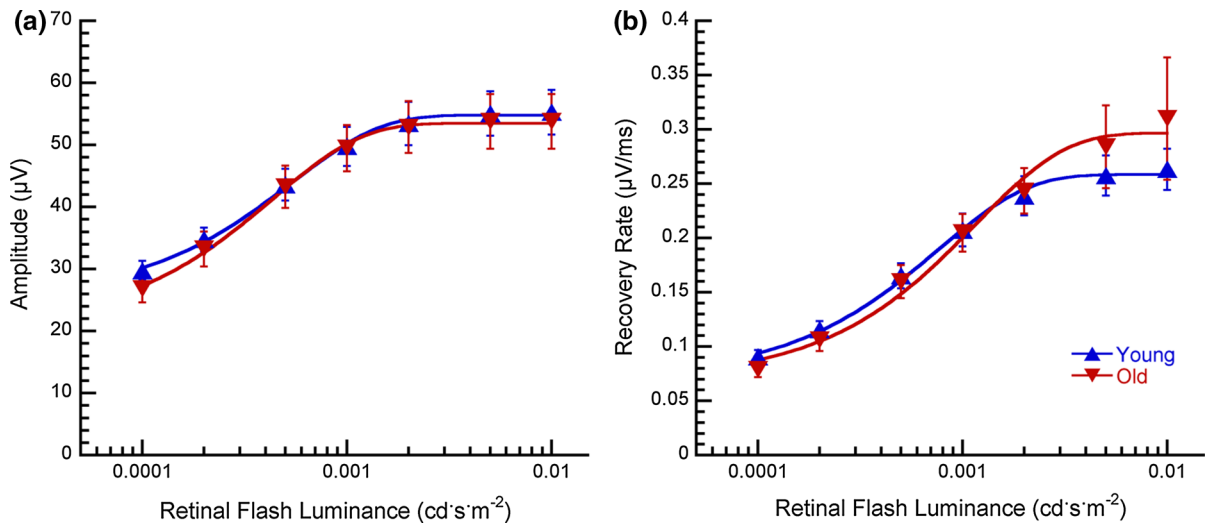 (a)
70
60
50
40
30
20
10
0
Amplitude (µV)
0.0001
0.001
0.01
Retinal Flash Luminance (cd·s·m-2)
(b)
0.4
0.35
0.3
0.25
0.2
0.15
0.1
0.05
0
Recovery Rate (µV/ms)
Young
Old
0.0001
0.001
0.01
Retinal Flash Luminance (cd·s·m-2)